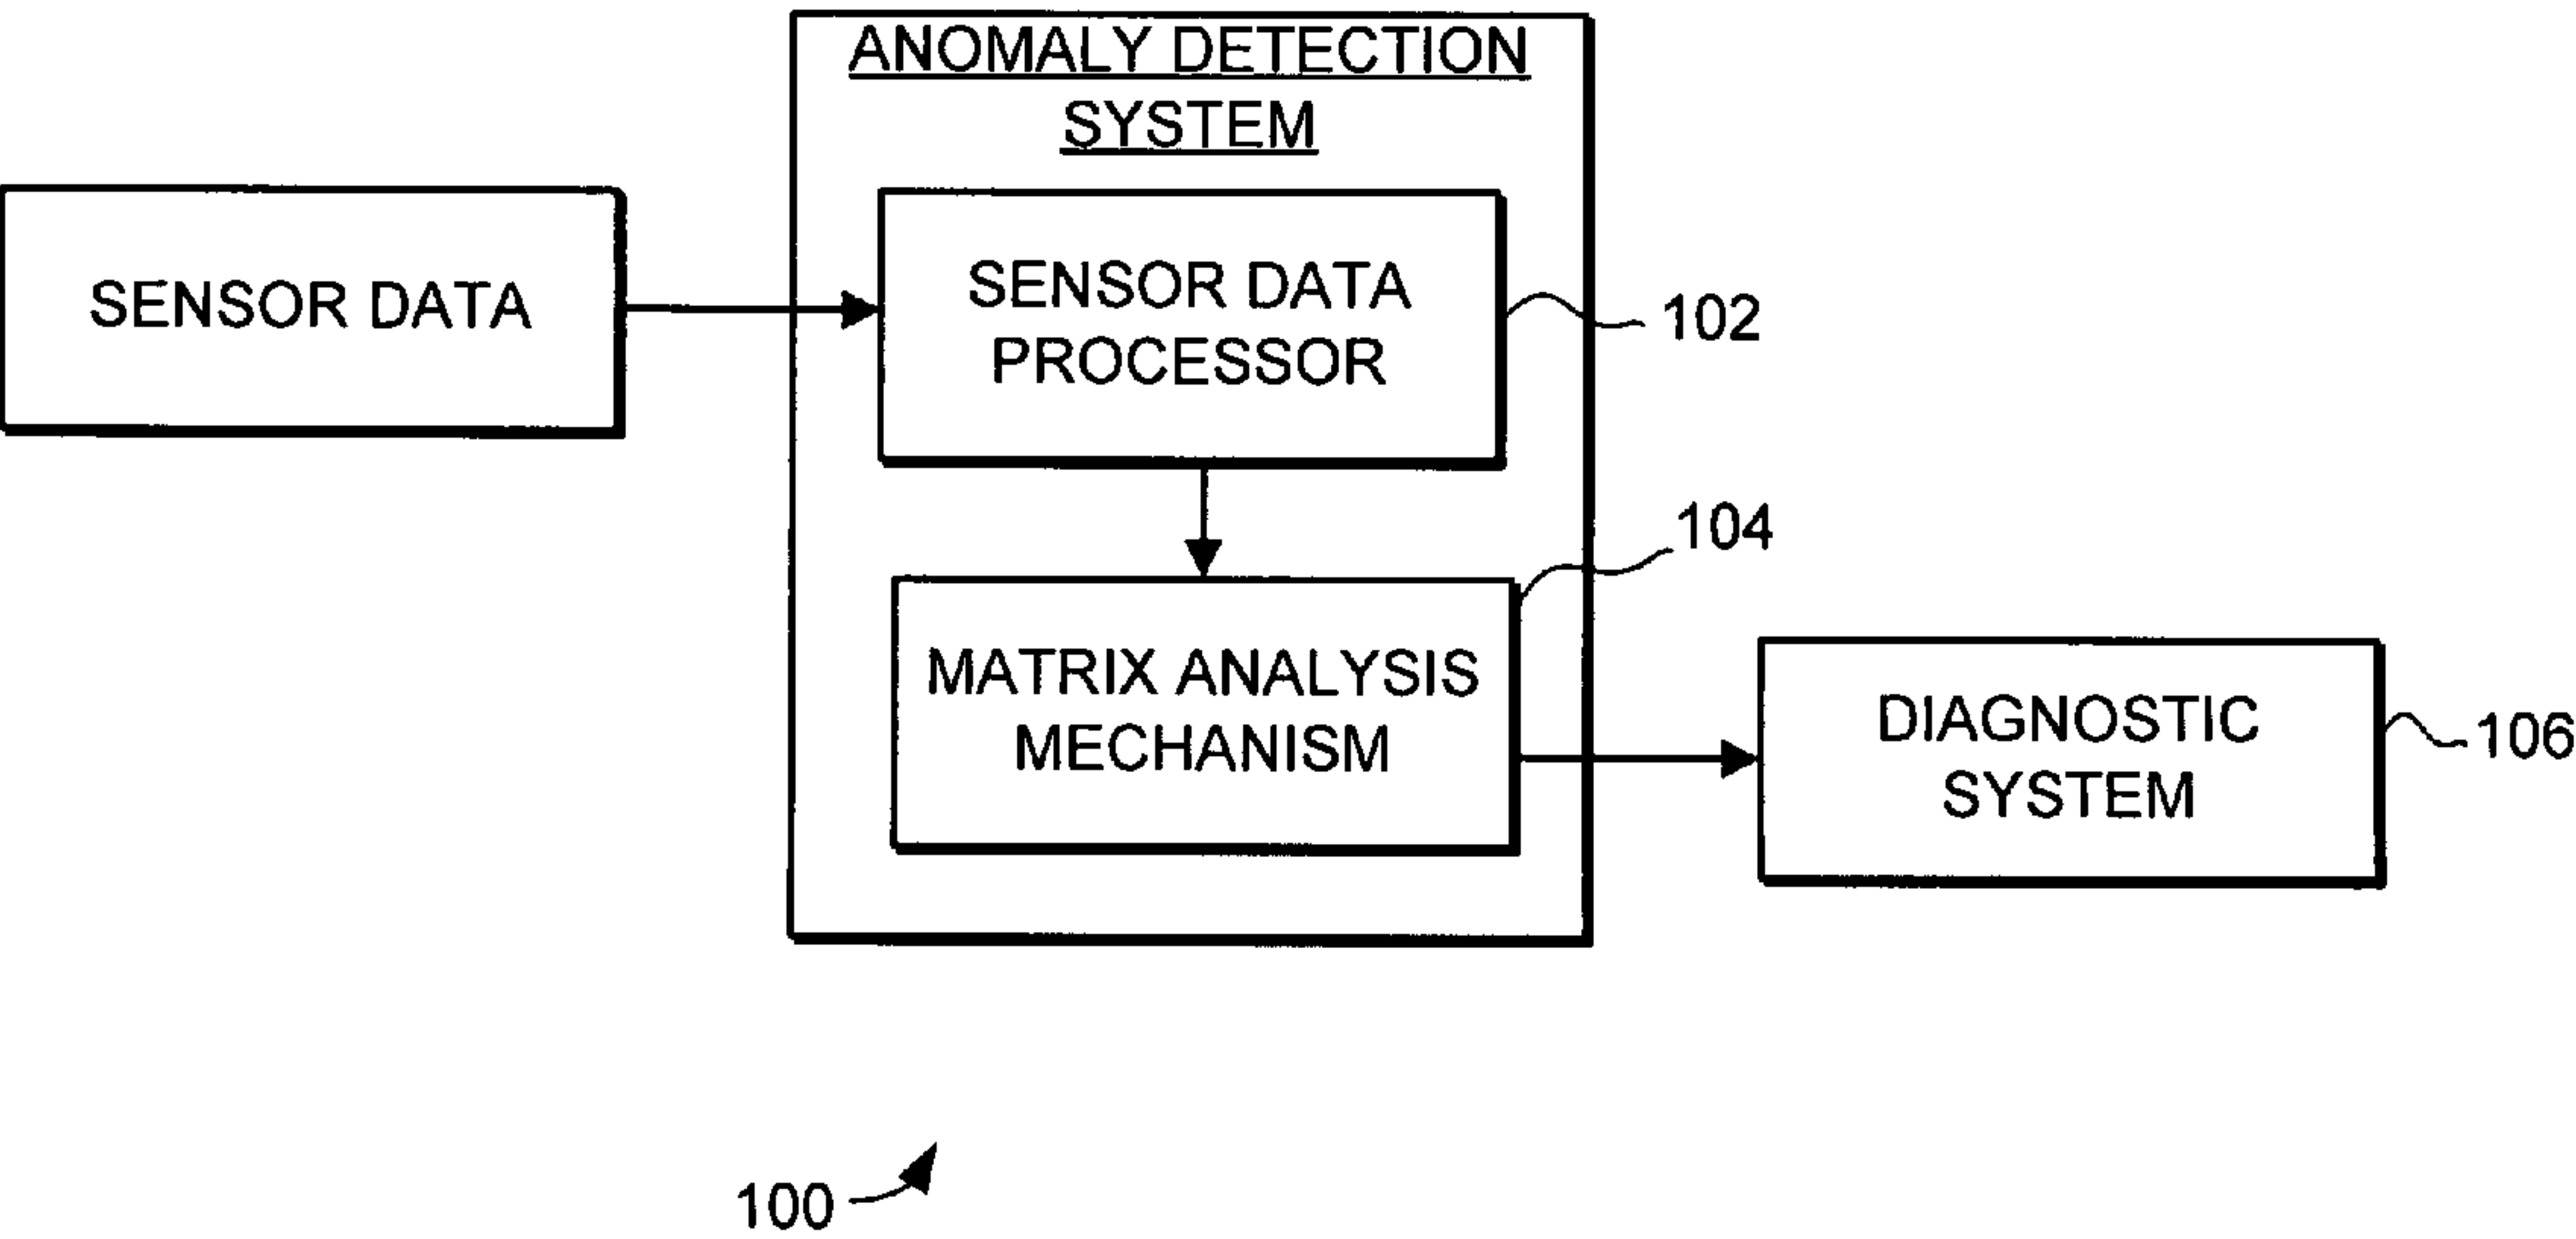 ANOMALY DETECTION
SYSTEM
SENSOR DATA
SENSOR DATA
PROCESSOR
102
104
MATRIX ANALYSIS
MECHANISM
DIAGNOSTIC
SYSTEM
106
100